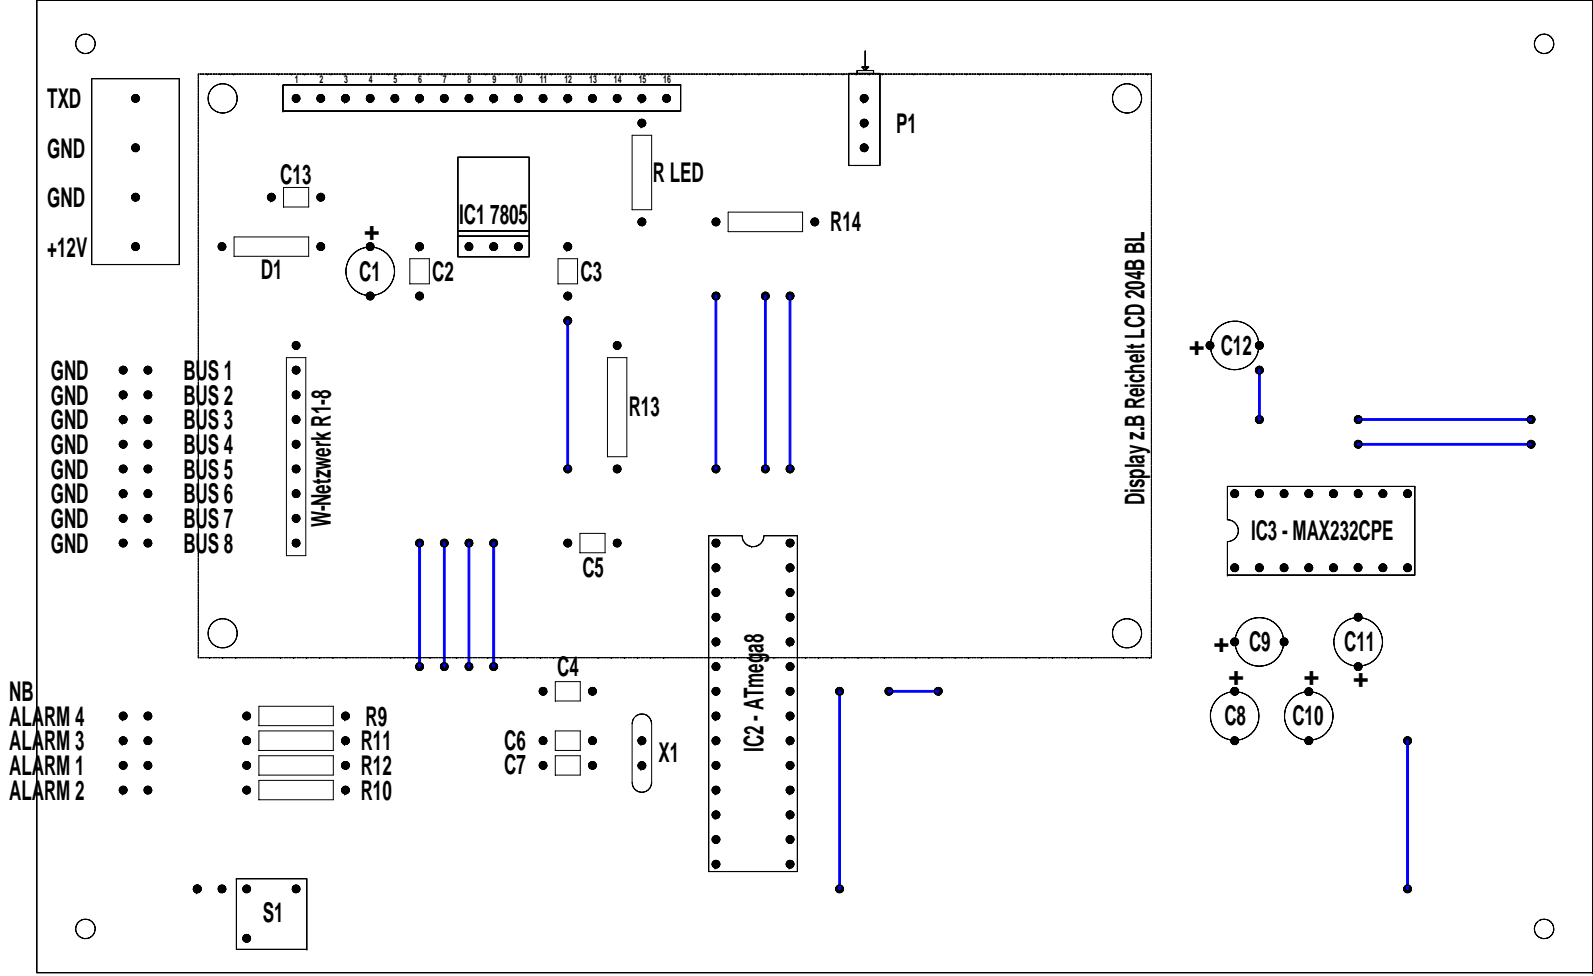 1 2 3 4 5 6 7 8 9 10 11 12 13 14 15 16
TXD
P1
GND
C13
R LED
GND
IC1 7805
R14
+
+12V
D1
C1
C2
C3
Display z.B Reichelt LCD 204B BL
+
C12
GND BUS 1
GND BUS 2
GND BUS 3
GND BUS 4
GND BUS 5
GND BUS 6
GND BUS 7
GND BUS 8
W-Netzwerk R1-8
R13
IC3 - MAX232CPE
C5
+
C9
C11
C4
+
+
+
NB
ALARM 4
R9
C8
C10
ALARM 3
R11
C6
X1
IC2 - ATmega8
ALARM 1
R12
C7
ALARM 2
R10
S1